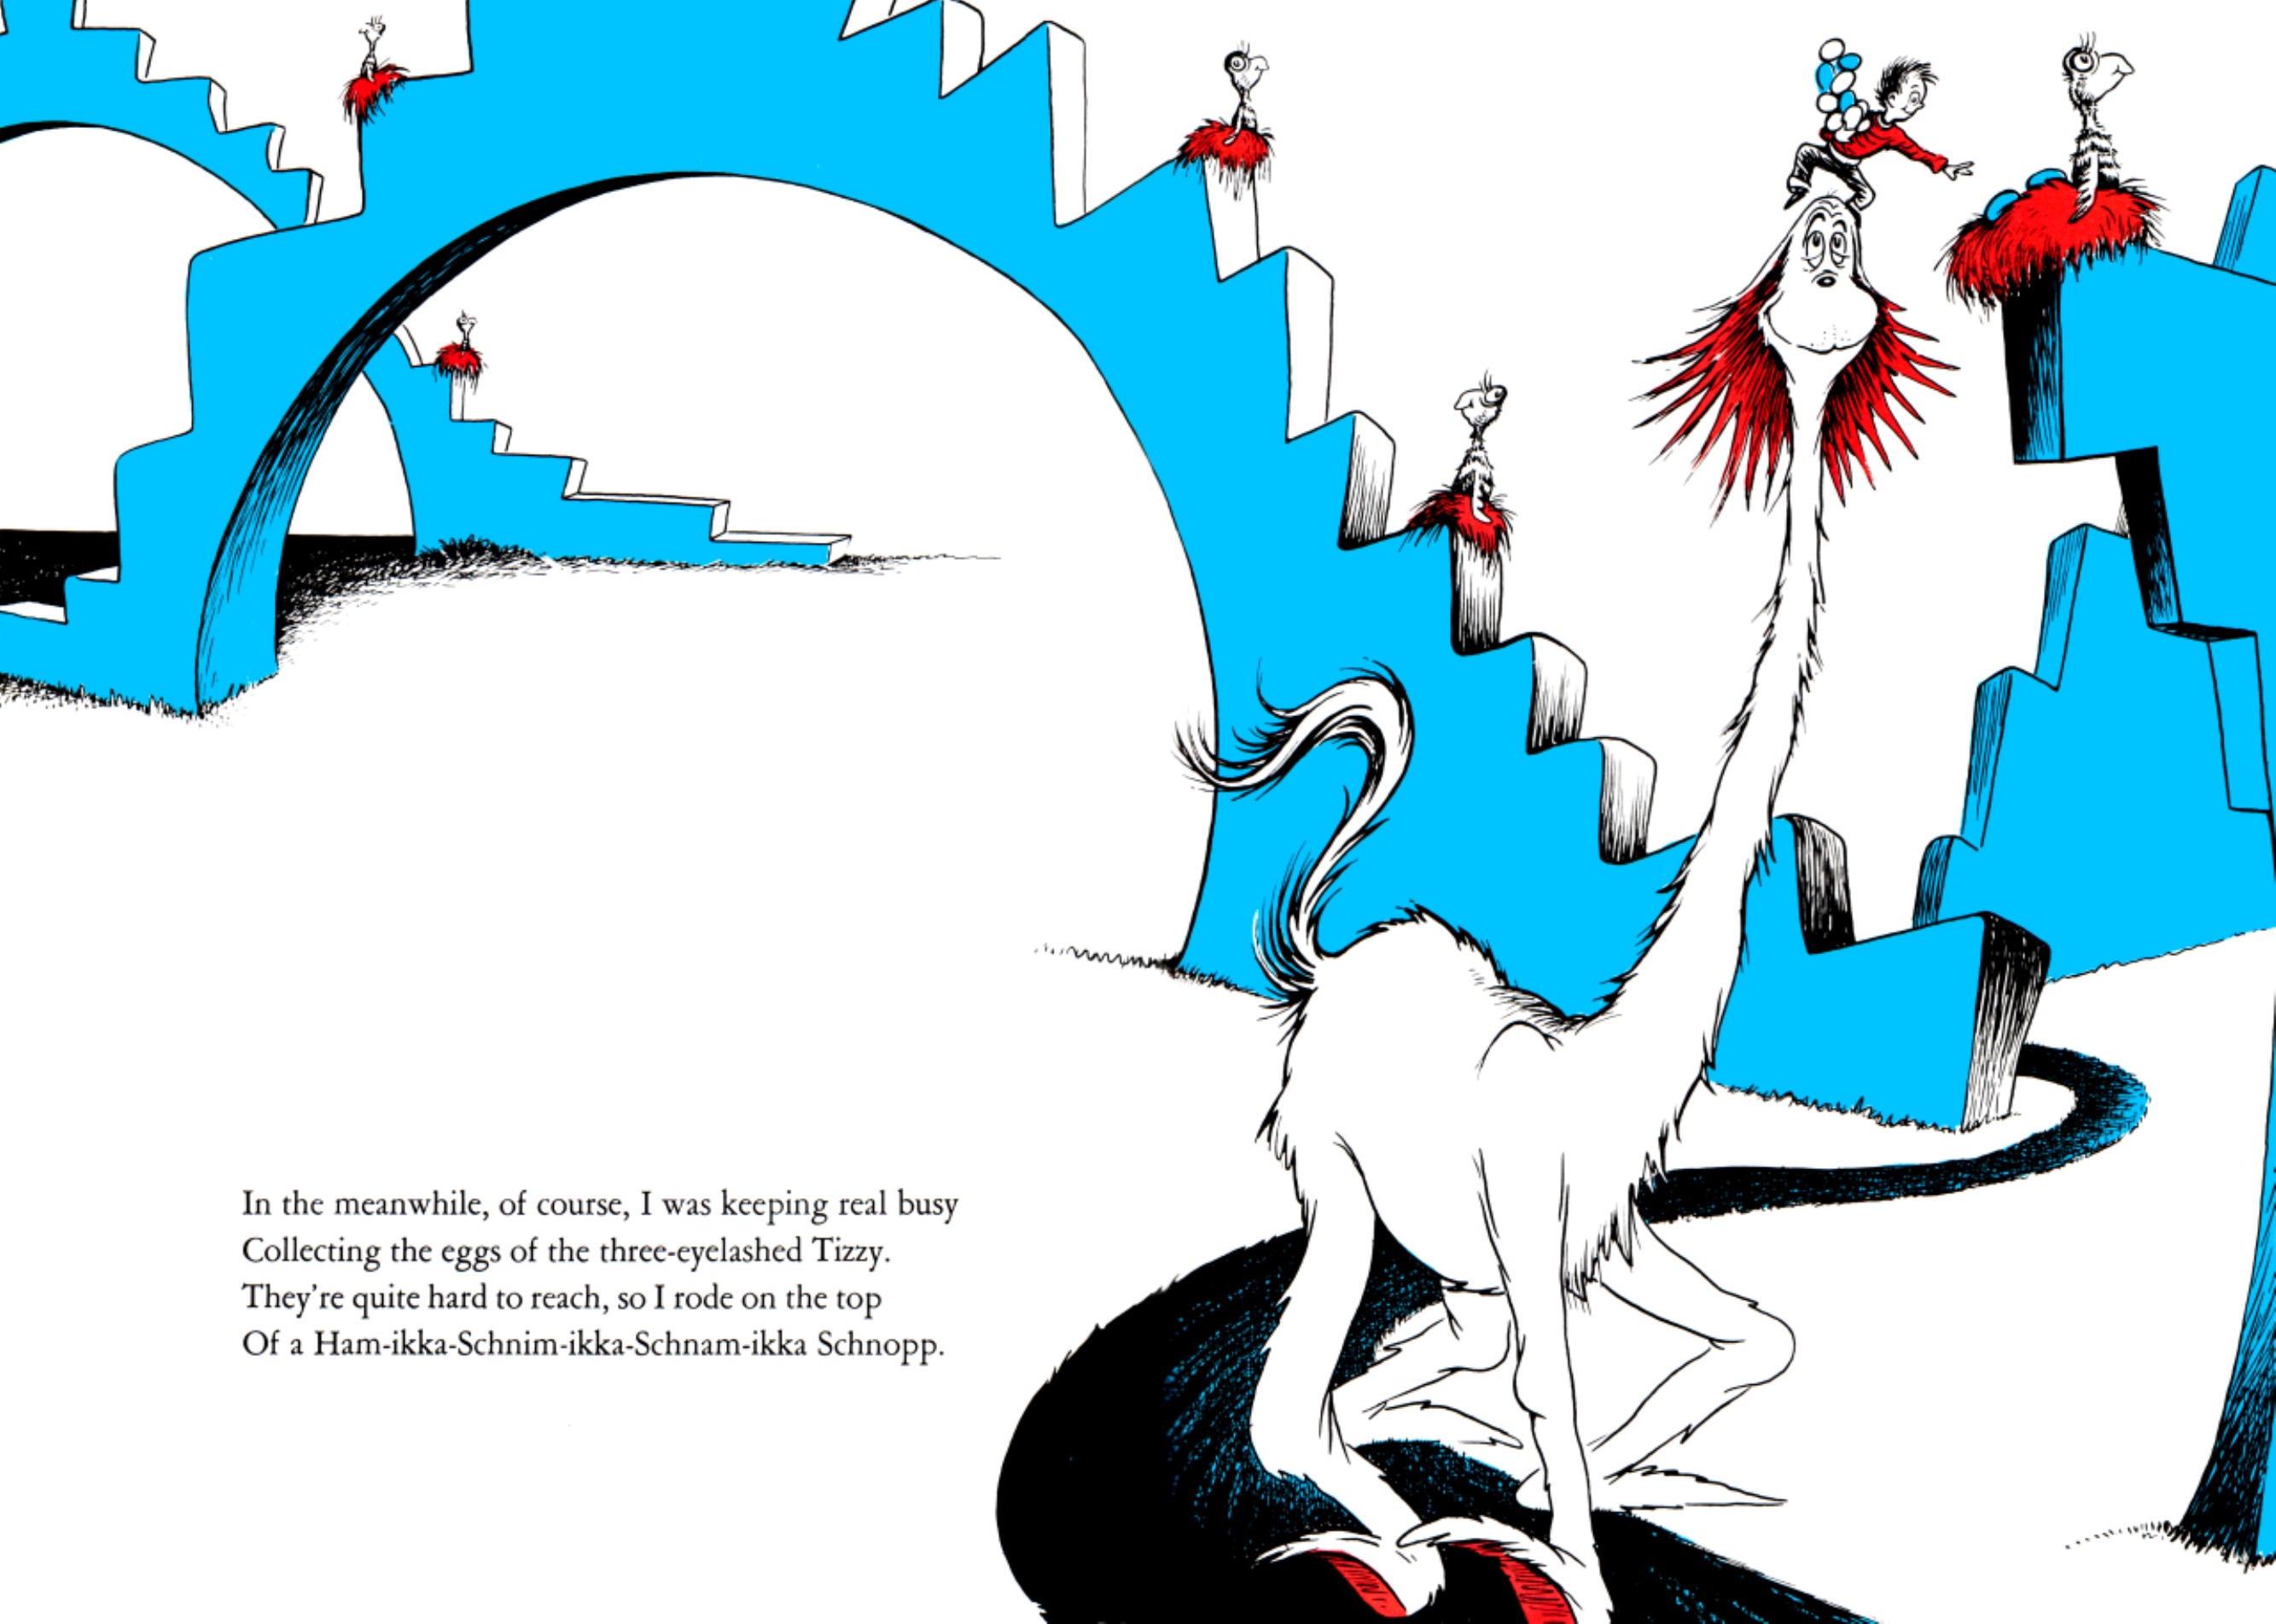 In the meanwhile, of course, I was keeping real busy
Collecting the eggs of the three-eyelashed Tizzy.
They're quite hard to reach, so I rode on the top
Of a Ham-ikka-Schnim-ikka-Schnam-ikka Schnopp.